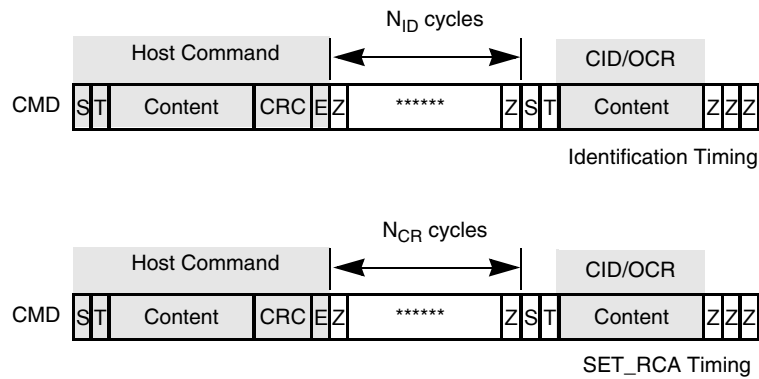 N_ID cycles
Host Command CID/OCR
CMD S T Content CRC E Z ****** Z S T Content Z Z Z
Identification Timing
N_CR cycles
Host Command CID/OCR
CMD S T Content CRC E Z ****** Z S T Content Z Z Z
SET_RCA Timing